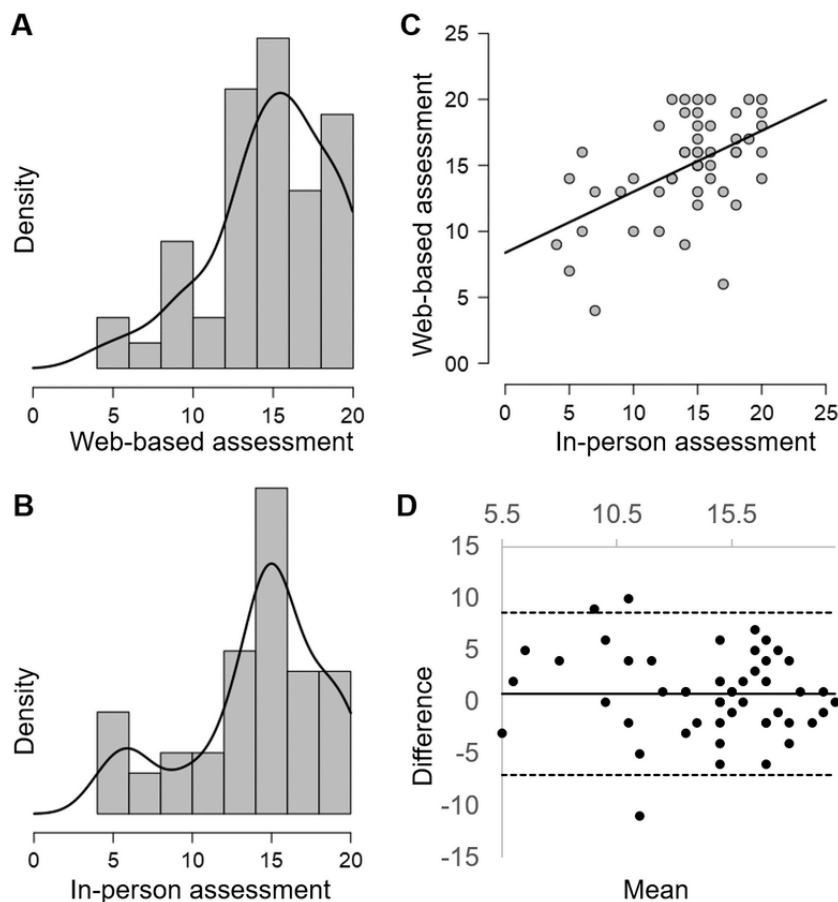 A
Density
0 5 10 15 20
Web-based assessment
B
Density
0 5 10 15 20
In-person assessment
C
Web-based assessment
25
20
15
10
5
00
0 5 10 15 20 25
In-person assessment
D
5.5 10.5 15.5
Difference
15
10
5
0
-5
-10
-15
Mean